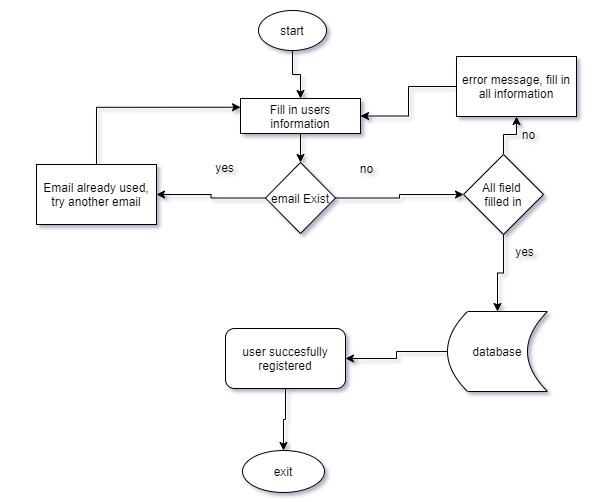 start
error message, fill in
all information
Fill in users
information
no
yes
no
Email already used,
try another email
email Exist
All field
filled in
yes
database
user succesfully
registered
exit